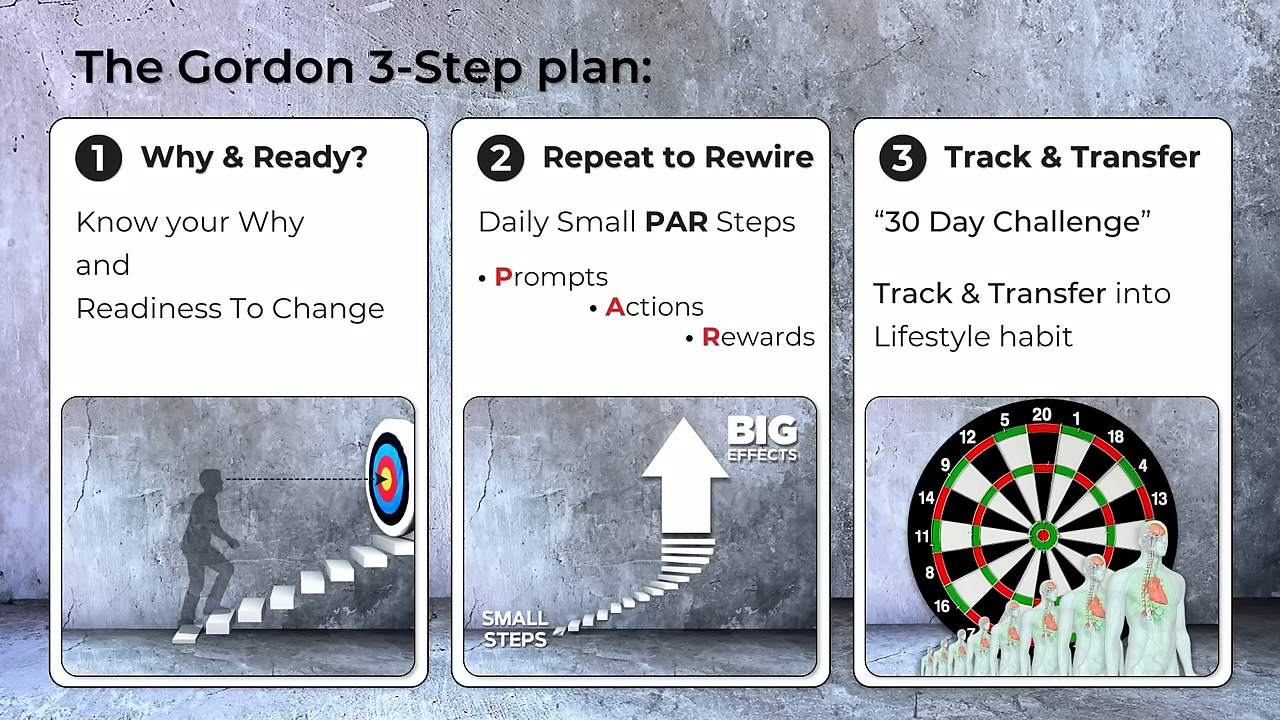 The Gordon 3-Step plan:
1 Why & Ready?
Know your Why
and
Readiness To Change
2 Repeat to Rewire
Daily Small PAR Steps
• Prompts
• Actions
• Rewards
BIG
EFFECTS
SMALL
STEPS
3 Track & Transfer
“30 Day Challenge”
Track & Transfer into
Lifestyle habit
5 20 1
12 18
9 4
14 13
11
8
16
7